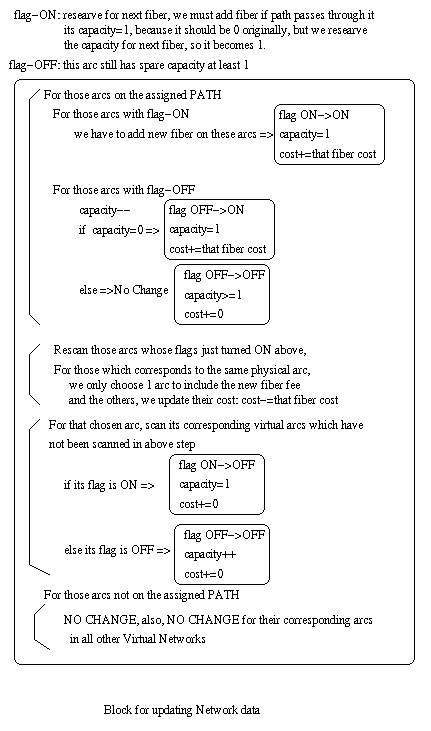 flag-ON: researve for next fiber, we must add fiber if path passes through it
its capacity=1, because it should be 0 originally, but we researve
the capacity for next fiber, so it becomes 1.
flag-OFF: this arc still has spare capacity at least 1
For those arcs on the assigned PATH
For those arcs with flag-ON
we have to add new fiber on these arcs =>
flag ON->ON
capacity=1
cost+=that fiber cost
For those arcs with flag-OFF
capacity--
if capacity=0 =>
flag OFF->ON
capacity=1
cost+=that fiber cost
else =>No Change
flag OFF->OFF
capacity>=1
cost+=0
Rescan those arcs whose flags just turned ON above,
For those which corresponds to the same physical arc,
we only choose 1 arc to include the new fiber fee
and the others, we update their cost: cost-=that fiber cost
For that chosen arc, scan its corresponding virtual arcs which have
not been scanned in above step
if its flag is ON =>
flag ON->OFF
capacity=1
cost+=0
else its flag is OFF =>
flag OFF->OFF
capacity++
cost+=0
For those arcs not on the assigned PATH
NO CHANGE, also, NO CHANGE for their corresponding arcs
in all other Virtual Networks
Block for updating Network data